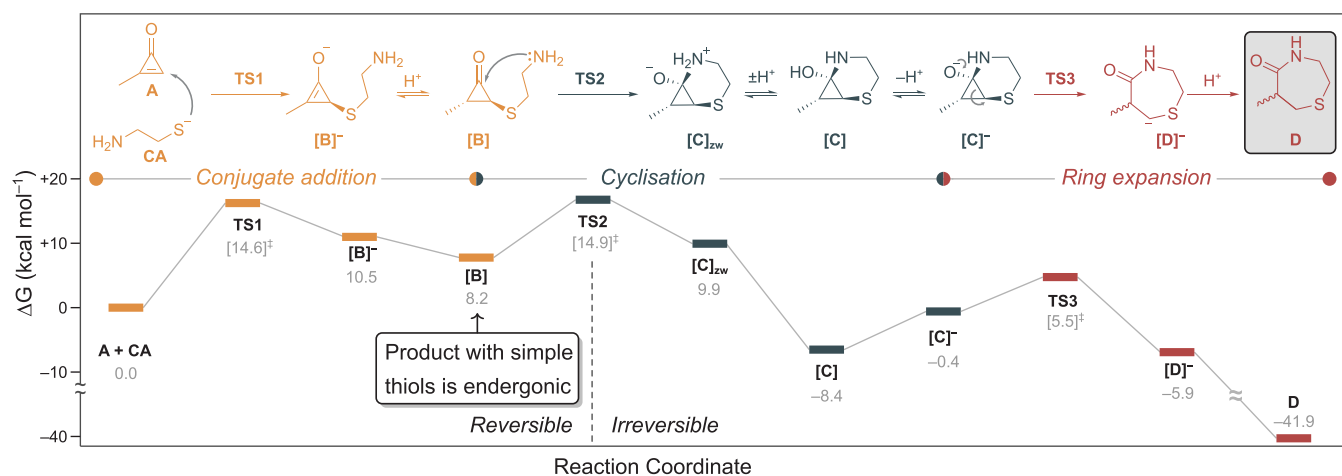 O
A
H₂N
S⁻
CA
TS1
O⁻
NH₂
S
[B]⁻
H⁺
O
N̈H₂
S
[B]
TS2
H₂N⁺
⁻O
S
[C]zw
±H⁺
HN
HO
S
[C]
–H⁺
HN
⁻O
S
[C]⁻
TS3
H
N
O
S
–
[D]⁻
H⁺
H
N
O
S
D
Conjugate addition
Cyclisation
Ring expansion
ΔG (kcal mol⁻¹)
+20
+10
0
–10
–40
A + CA
0.0
TS1
[14.6]‡
[B]⁻
10.5
[B]
8.2
Product with simple
thiols is endergonic
TS2
[14.9]‡
[C]zw
9.9
[C]
–8.4
[C]⁻
–0.4
TS3
[5.5]‡
[D]⁻
–5.9
D
–41.9
Reversible
Irreversible
Reaction Coordinate